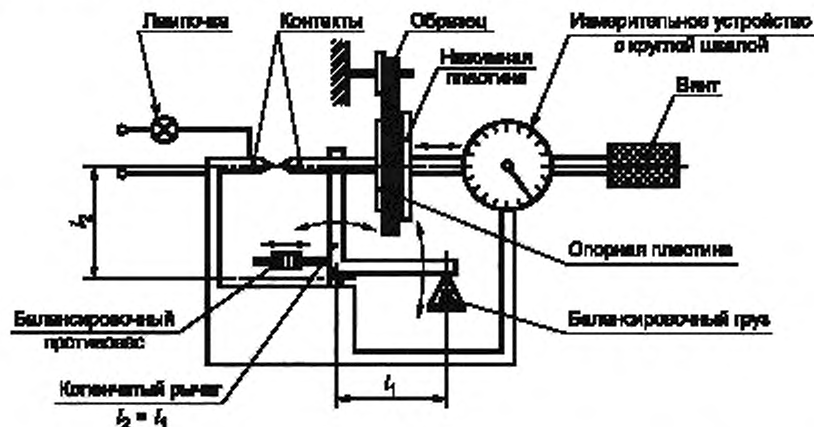 Лампочка
Контакты
Образец
Измерительное устройство
с круглой шкалой
Нажимная
пластина
Винт
l₂
Опорная пластина
Балансировочный
противовес
Балансировочный груз
Коленчатый рычаг
l₂ = l₁
l₁